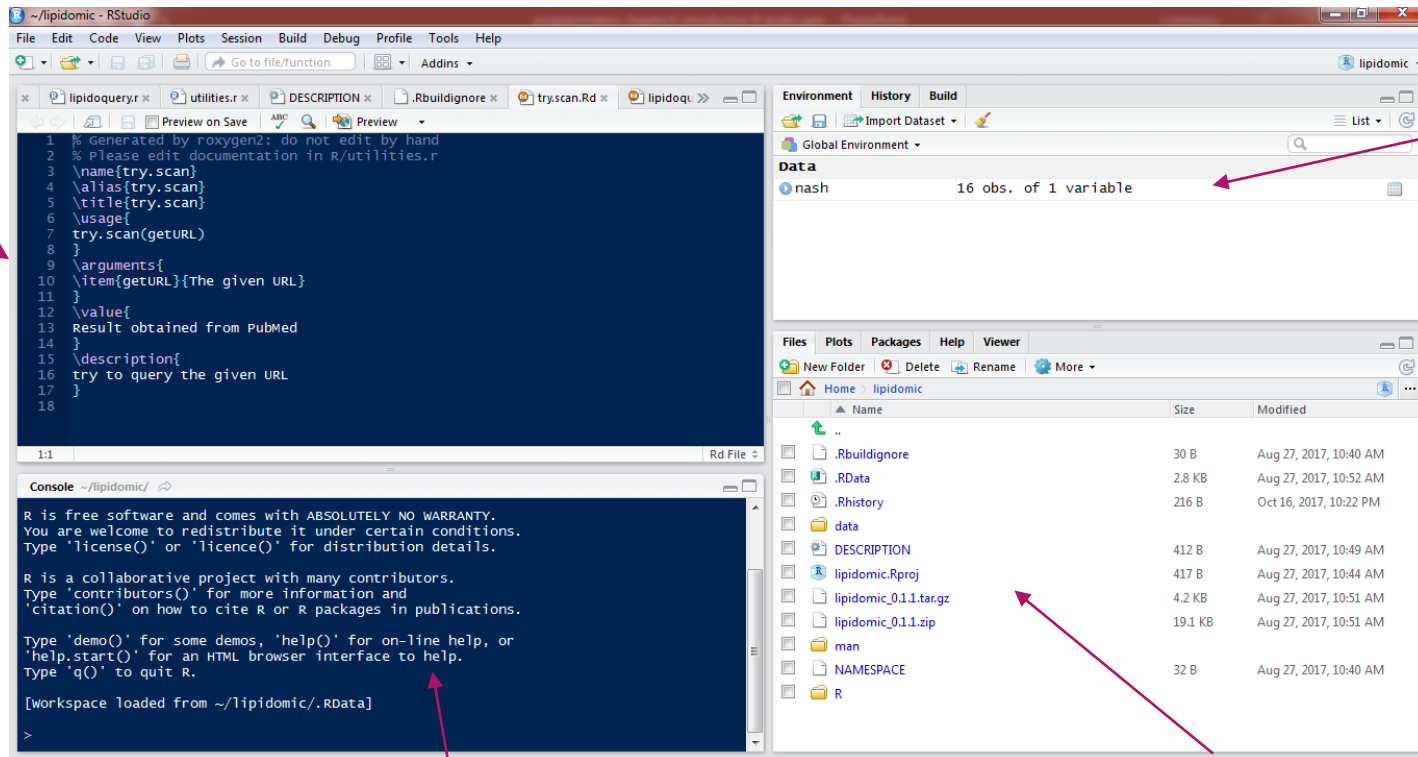 ~/lipidomic - RStudio
File Edit Code View Plots Session Build Debug Profile Tools Help
Go to file/function Addins lipidomic
lipidoquery.r DESCRIPTION .Rbuildignore try.scan.Rd lipidoqu
utilities.r
Preview on Save ABC Preview
1 % Generated by roxygen2: do not edit by hand
2 % Please edit documentation in R/utilities.r
3 \name{try.scan}
4 \alias{try.scan}
5 \title{try.scan}
6 \usage{
7 try.scan(getURL)
8 }
9 \arguments{
10 \item{getURL}{The given URL}
11 }
12 \value{
13 Result obtained from PubMed
14 }
15 \description{
16 try to query the given URL
17 }
18
1:1 Rd File
Console ~/lipidomic/
R is free software and comes with ABSOLUTELY NO WARRANTY.
You are welcome to redistribute it under certain conditions.
Type 'license()' or 'licence()' for distribution details.
R is a collaborative project with many contributors.
Type 'contributors()' for more information and
'citation()' on how to cite R or R packages in publications.
Type 'demo()' for some demos, 'help()' for on-line help, or
'help.start()' for an HTML browser interface to help.
Type 'q()' to quit R.
[Workspace loaded from ~/lipidomic/.RData]
>
Environment History Build
Import Dataset List
Global Environment
Data
nash 16 obs. of 1 variable
Files Plots Packages Help Viewer
New Folder Delete Rename More
Home lipidomic
Name Size Modified
..
.Rbuildignore 30 B Aug 27, 2017, 10:40 AM
.RData 2.8 KB Aug 27, 2017, 10:52 AM
.Rhistory 216 B Oct 16, 2017, 10:22 PM
data
DESCRIPTION 412 B Aug 27, 2017, 10:49 AM
lipidomic.Rproj 417 B Aug 27, 2017, 10:44 AM
lipidomic_0.1.1.tar.gz 4.2 KB Aug 27, 2017, 10:51 AM
lipidomic_0.1.1.zip 19.1 KB Aug 27, 2017, 10:51 AM
man
NAMESPACE 32 B Aug 27, 2017, 10:40 AM
R